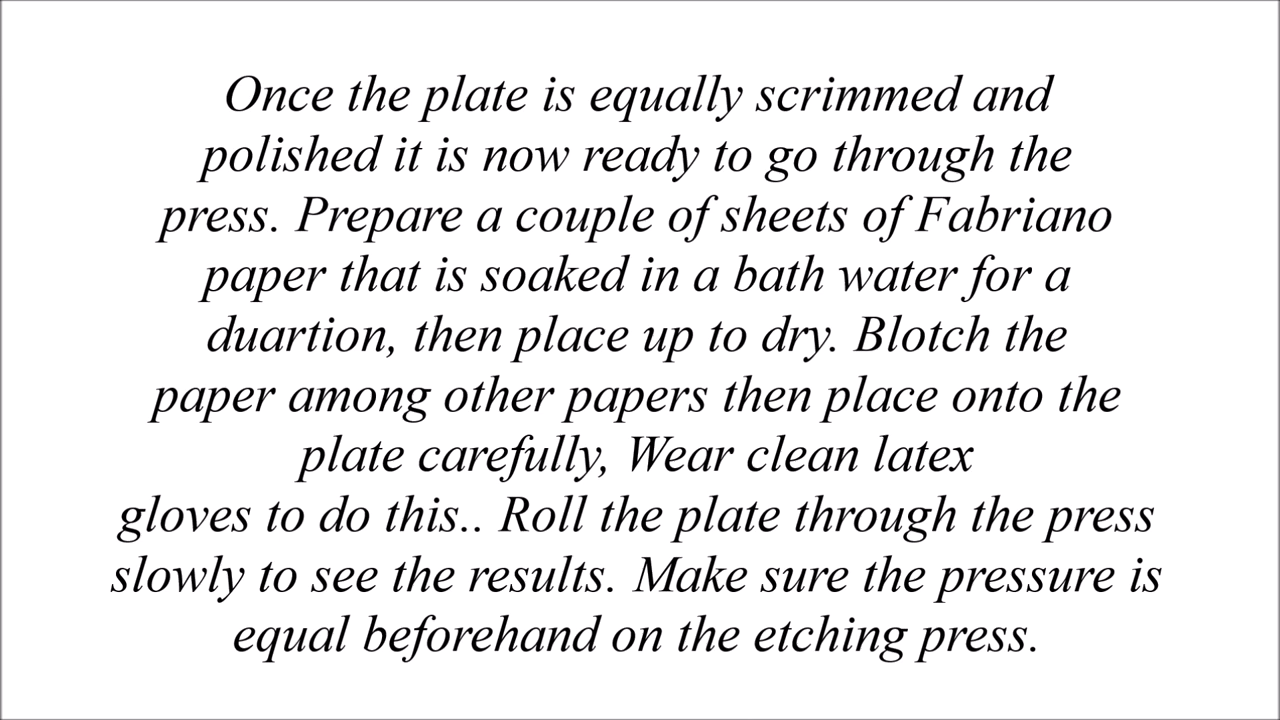 Once the plate is equally scrimmed and
polished it is now ready to go through the
press. Prepare a couple of sheets of Fabriano
paper that is soaked in a bath water for a
duartion, then place up to dry. Blotch the
paper among other papers then place onto the
plate carefully, Wear clean latex
gloves to do this.. Roll the plate through the press
slowly to see the results. Make sure the pressure is
equal beforehand on the etching press.